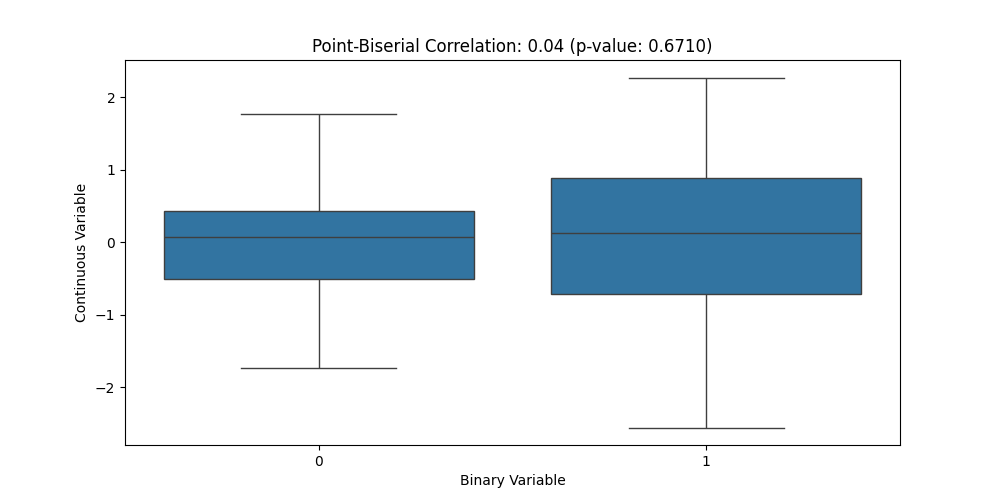 Point-Biserial Correlation: 0.04 (p-value: 0.6710)
Continuous Variable
2
1
0
−1
−2
0 1
Binary Variable